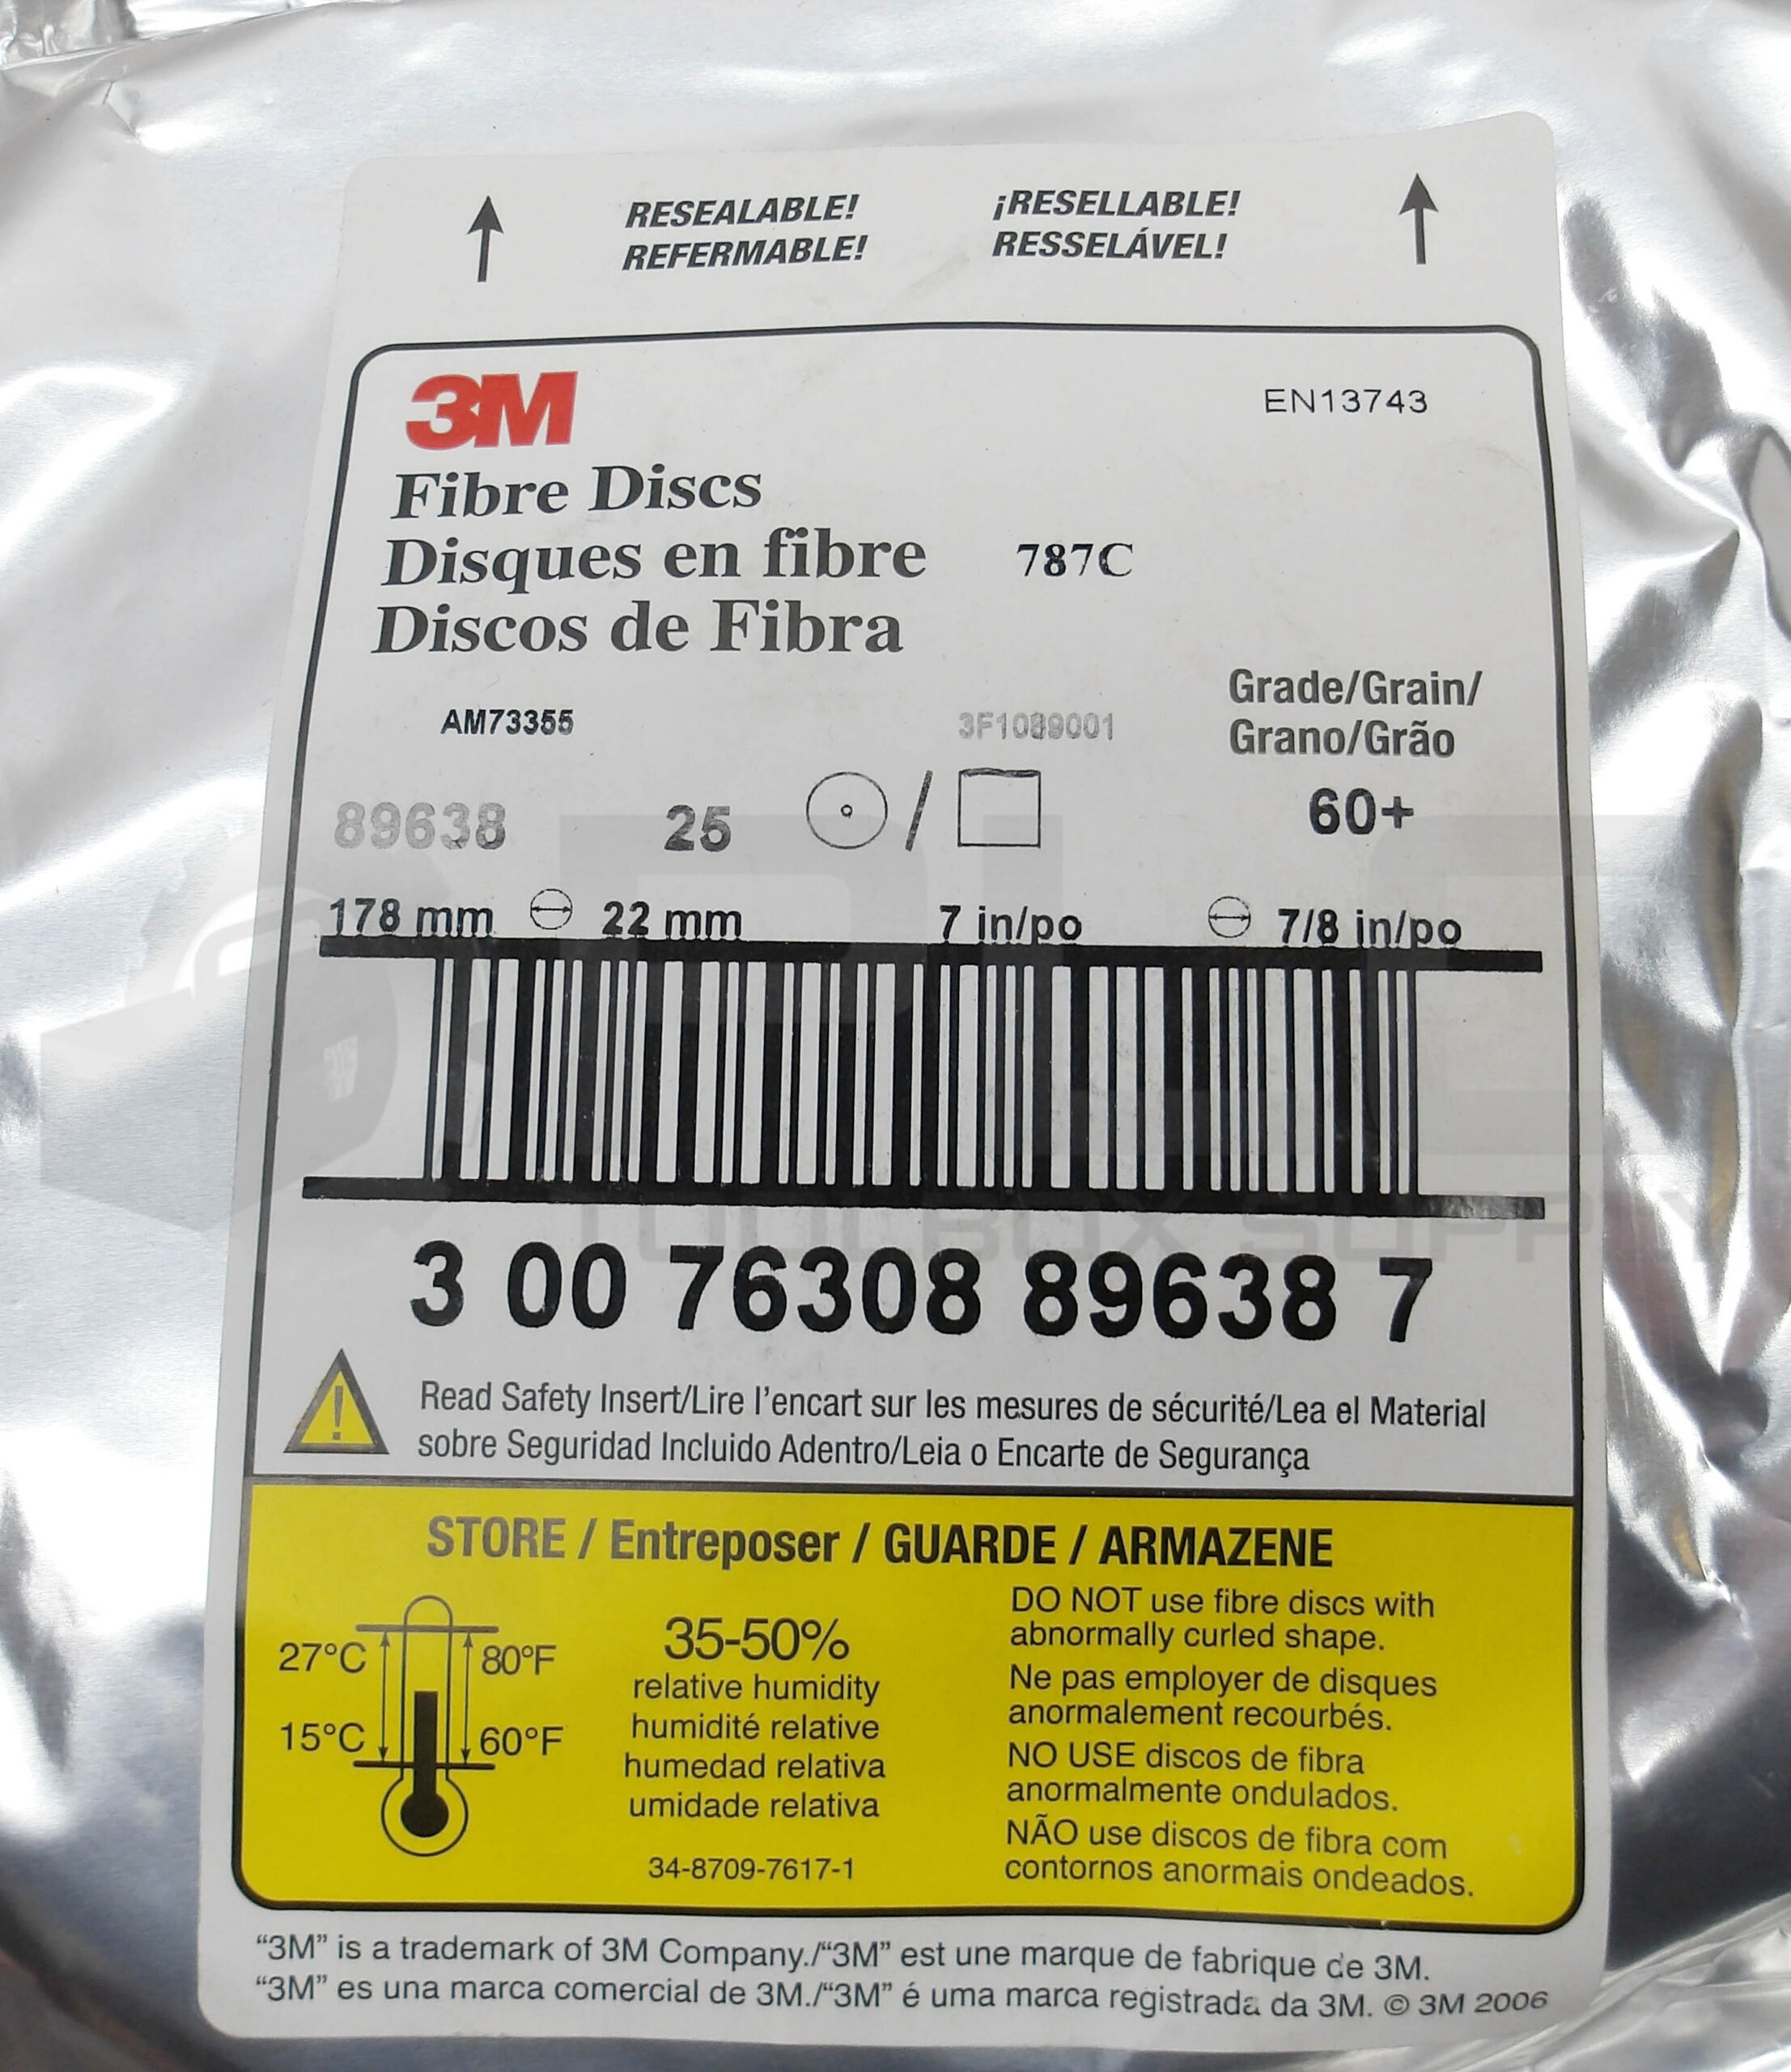 RESEALABLE! ¡RESELLABLE!
REFERMABLE! RESSELÁVEL!
3M
EN13743
Fibre Discs
Disques en fibre 787C
Discos de Fibra
Grade/Grain/
Grano/Grão
AM73355 3F1089001
89638 25 / 60+
178 mm 22 mm 7 in/po 7/8 in/po
3 00 76308 89638 7
Read Safety Insert/Lire l'encart sur les mesures de sécurité/Lea el Material
sobre Seguridad Incluido Adentro/Leia o Encarte de Segurança
STORE / Entreposer / GUARDE / ARMAZENE
27°C 80°F
15°C 60°F
35-50%
relative humidity
humidité relative
humedad relativa
umidade relativa
34-8709-7617-1
DO NOT use fibre discs with
abnormally curled shape.
Ne pas employer de disques
anormalement recourbés.
NO USE discos de fibra
anormalmente ondulados.
NÃO use discos de fibra com
contornos anormais ondeados.
"3M" is a trademark of 3M Company./"3M" est une marque de fabrique de 3M.
"3M" es una marca comercial de 3M./"3M" é uma marca registrada da 3M. © 3M 2006
TOOLBOX SUPPLY